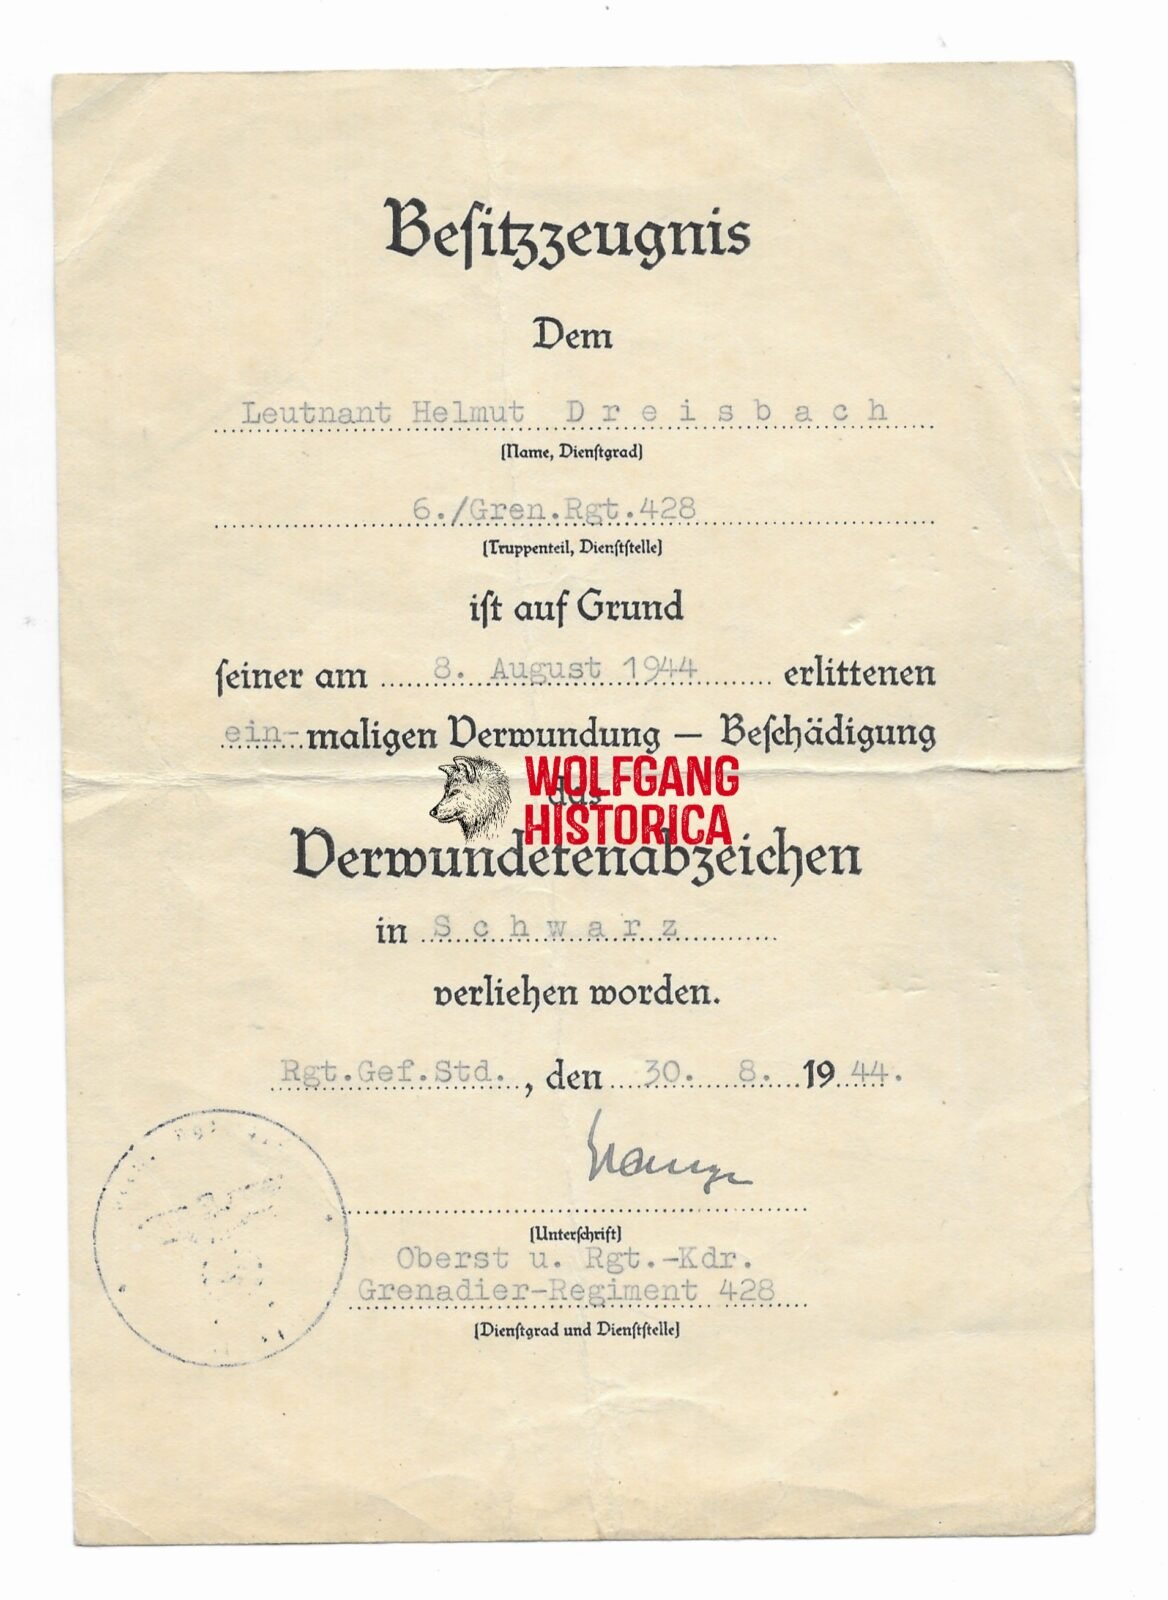 Besitzzeugnis
Dem
Leutnant Helmut Dreisbach
(Name, Dienstgrad)
6./Gren.Rgt.428
(Truppenteil, Dienststelle)
ist auf Grund
seiner am 8. August 1944 erlittenen
ein-maligen Verwundung — Beschädigung
das
WOLFGANG
HISTORICA
Verwundetenabzeichen
in Schwarz
verliehen worden.
Rgt.Gef.Std., den 30. 8. 1944.
(Unterschrift)
Oberst u. Rgt.-Kdr.
Grenadier-Regiment 428
(Dienstgrad und Dienststelle)